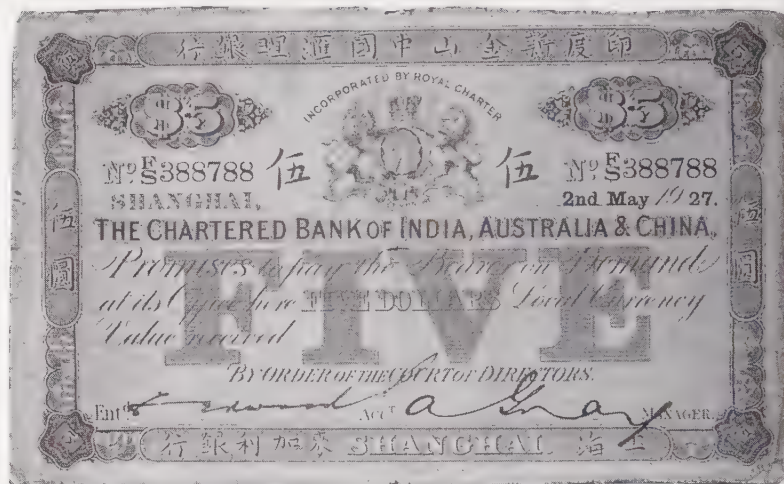 行銀理滙國中山金新度印
INCORPORATED BY ROYAL CHARTER
Nº F/S 388788 伍 伍 Nº F/S 388788
SHANGHAI, 2nd May 1927.
THE CHARTERED BANK OF INDIA, AUSTRALIA & CHINA,
Promises to pay the Bearer on Demand
at its Office here FIVE DOLLARS Local Currency
Value received
FIVE
BY ORDER OF THE COURT OF DIRECTORS.
Entd ACCT MANAGER.
行銀利加麥 SHANGHAI. 海上
伍圓
伍圓